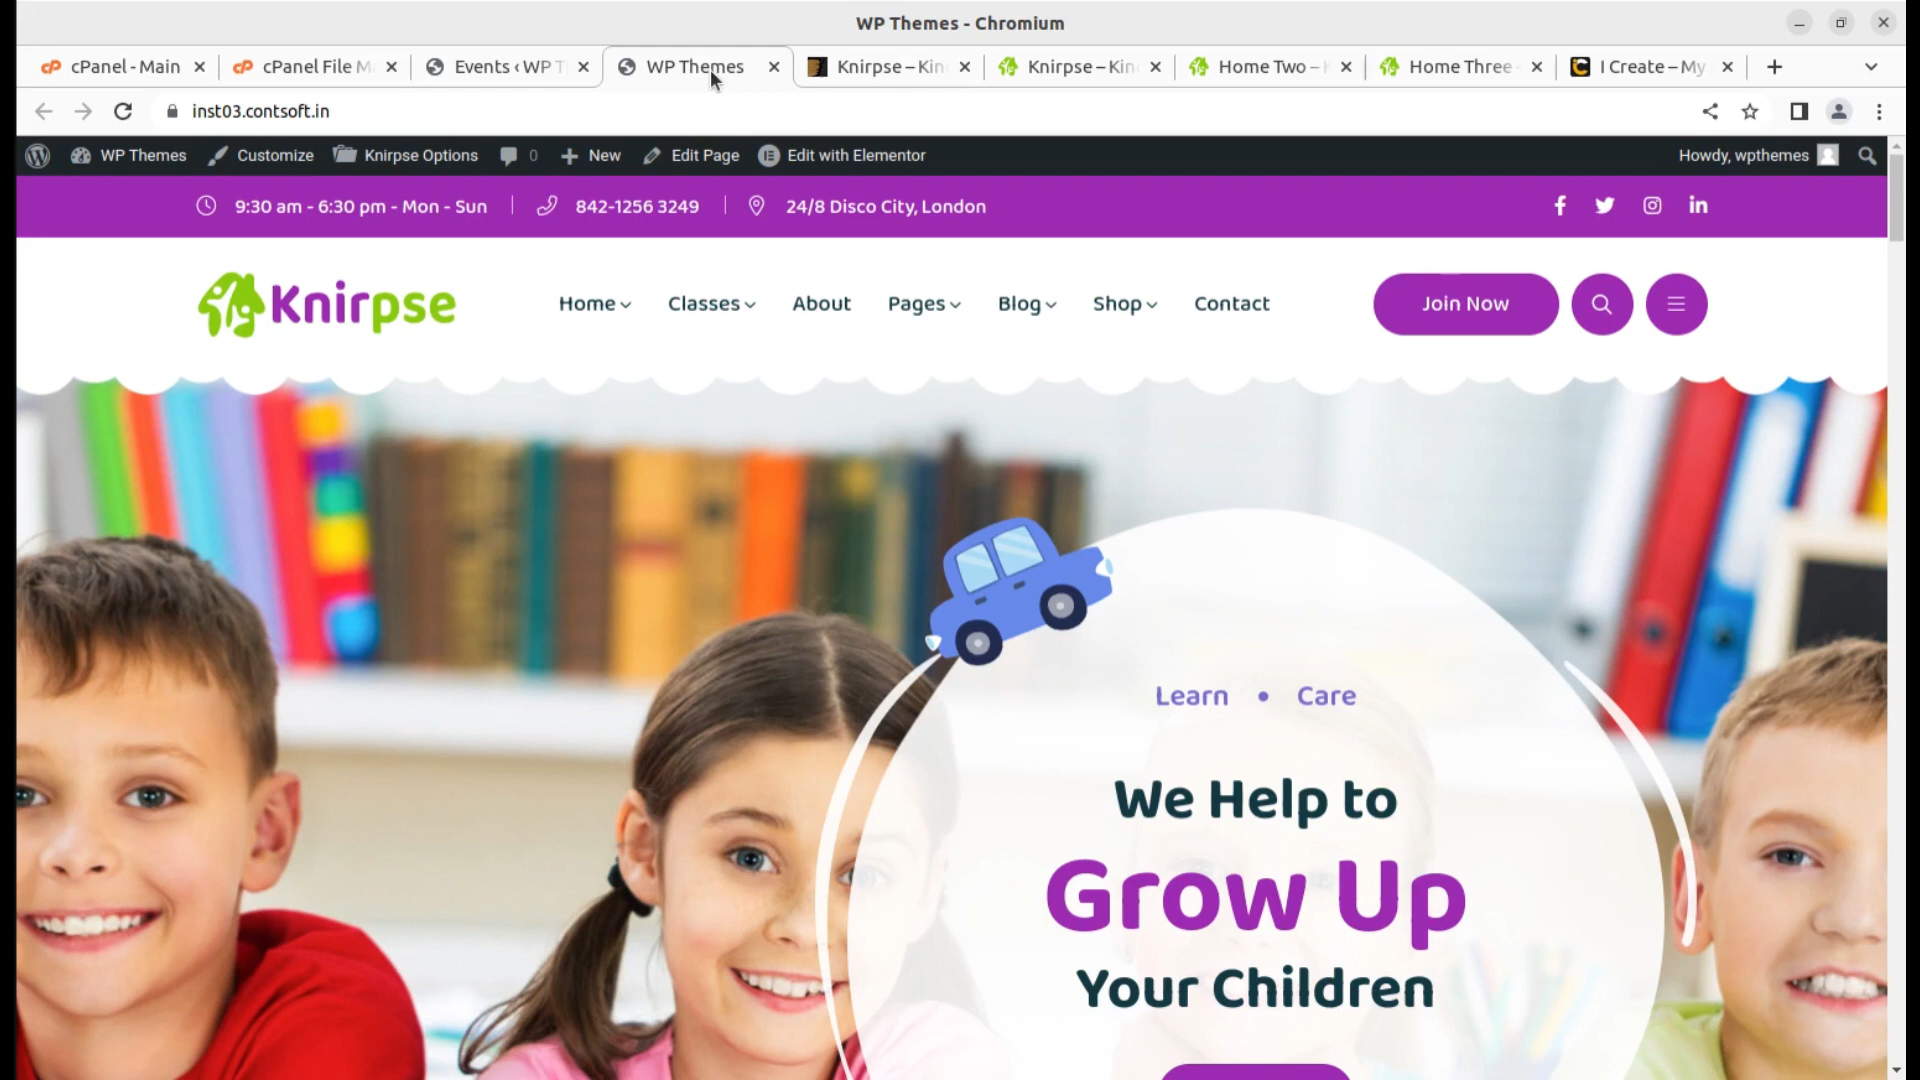 WP Themes - Chromium
cPanel - Main
cPanel File M
Events ‹ WP T
WP Themes
Knirpse – Kin
Knirpse – Kin
Home Two –
Home Three
I Create – My
inst03.contsoft.in
WP Themes
Customize
Knirpse Options
0
New
Edit Page
Edit with Elementor
Howdy, wpthemes
9:30 am - 6:30 pm - Mon - Sun
842-1256 3249
24/8 Disco City, London
Knirpse
Home
Classes
About
Pages
Blog
Shop
Contact
Join Now
Learn • Care
We Help to
Grow Up
Your Children